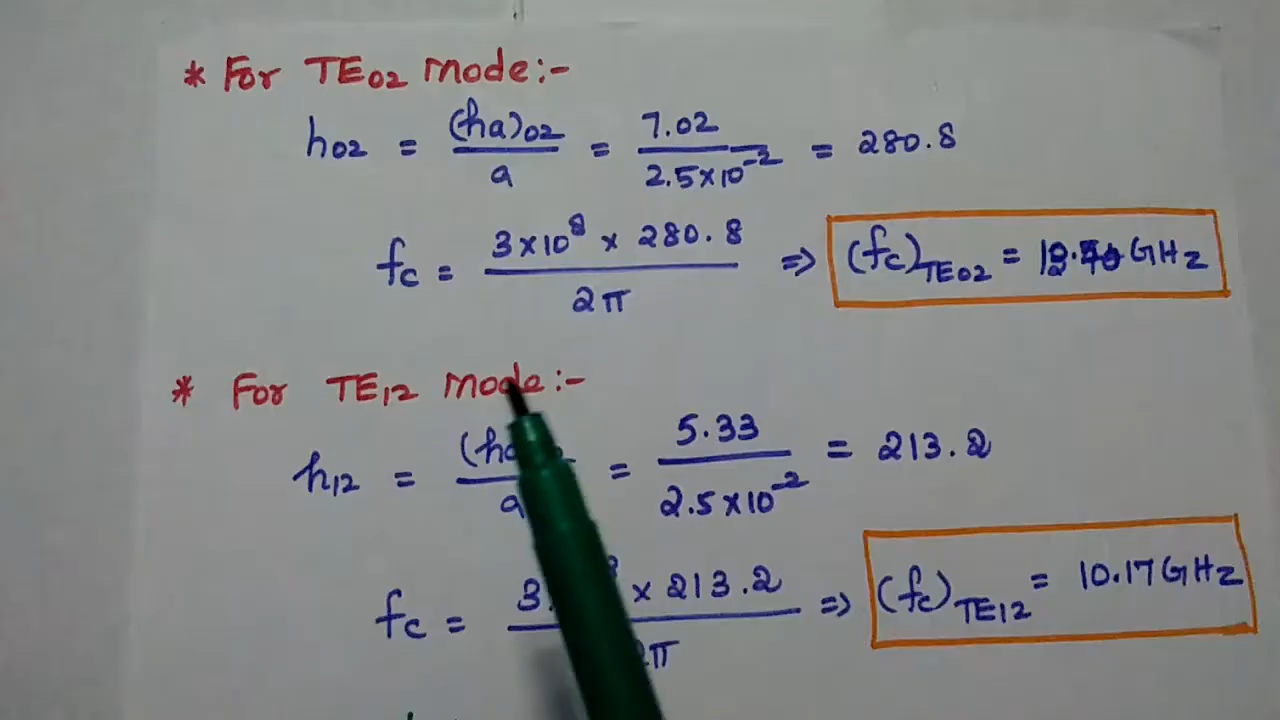 * For TE02 Mode:-
h02 = (ha)02 / a = 7.02 / 2.5×10^-2 = 280.8
fc = 3×10^8 × 280.8 / 2π ⇒ (fc)TE02 = GHz
* For TE12 Mode:-
h12 = (h / a = 5.33 / 2.5×10^-2 = 213.2
fc = 3 × 213.2 / 2π ⇒ (fc)TE12 = 10.17 GHz